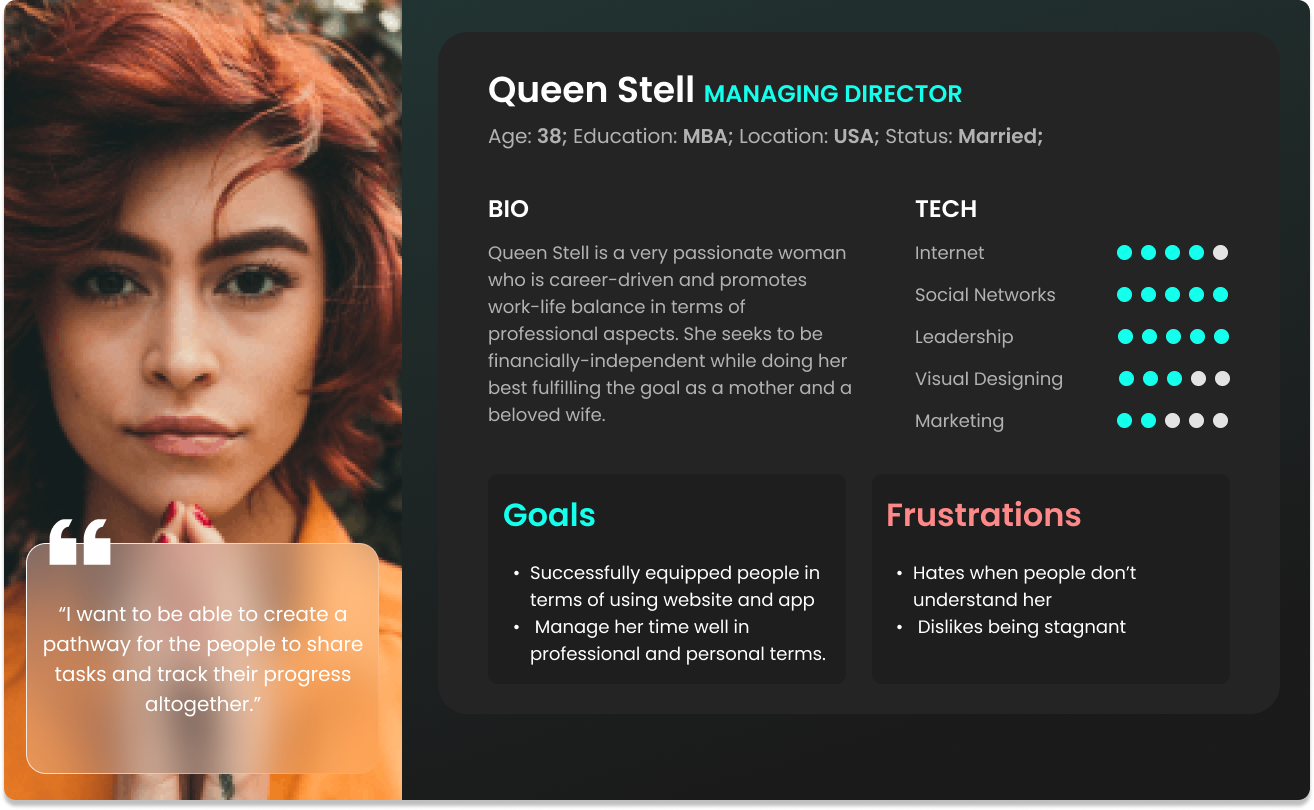 Queen Stell MANAGING DIRECTOR
Age: 38; Education: MBA; Location: USA; Status: Married;
BIO
Queen Stell is a very passionate woman
who is career-driven and promotes
work-life balance in terms of
professional aspects. She seeks to be
financially-independent while doing her
best fulfilling the goal as a mother and a
beloved wife.
TECH
Internet
Social Networks
Leadership
Visual Designing
Marketing
Goals
• Successfully equipped people in
terms of using website and app
• Manage her time well in
professional and personal terms.
Frustrations
• Hates when people don’t
understand her
• Dislikes being stagnant
“I want to be able to create a
pathway for the people to share
tasks and track their progress
altogether.”